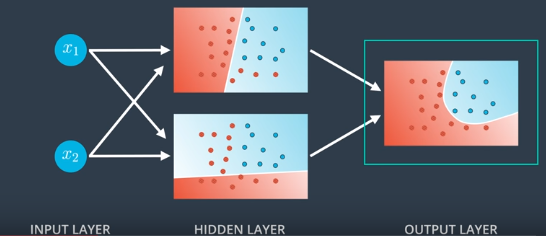 x₁
x₂
INPUT LAYER
HIDDEN LAYER
OUTPUT LAYER